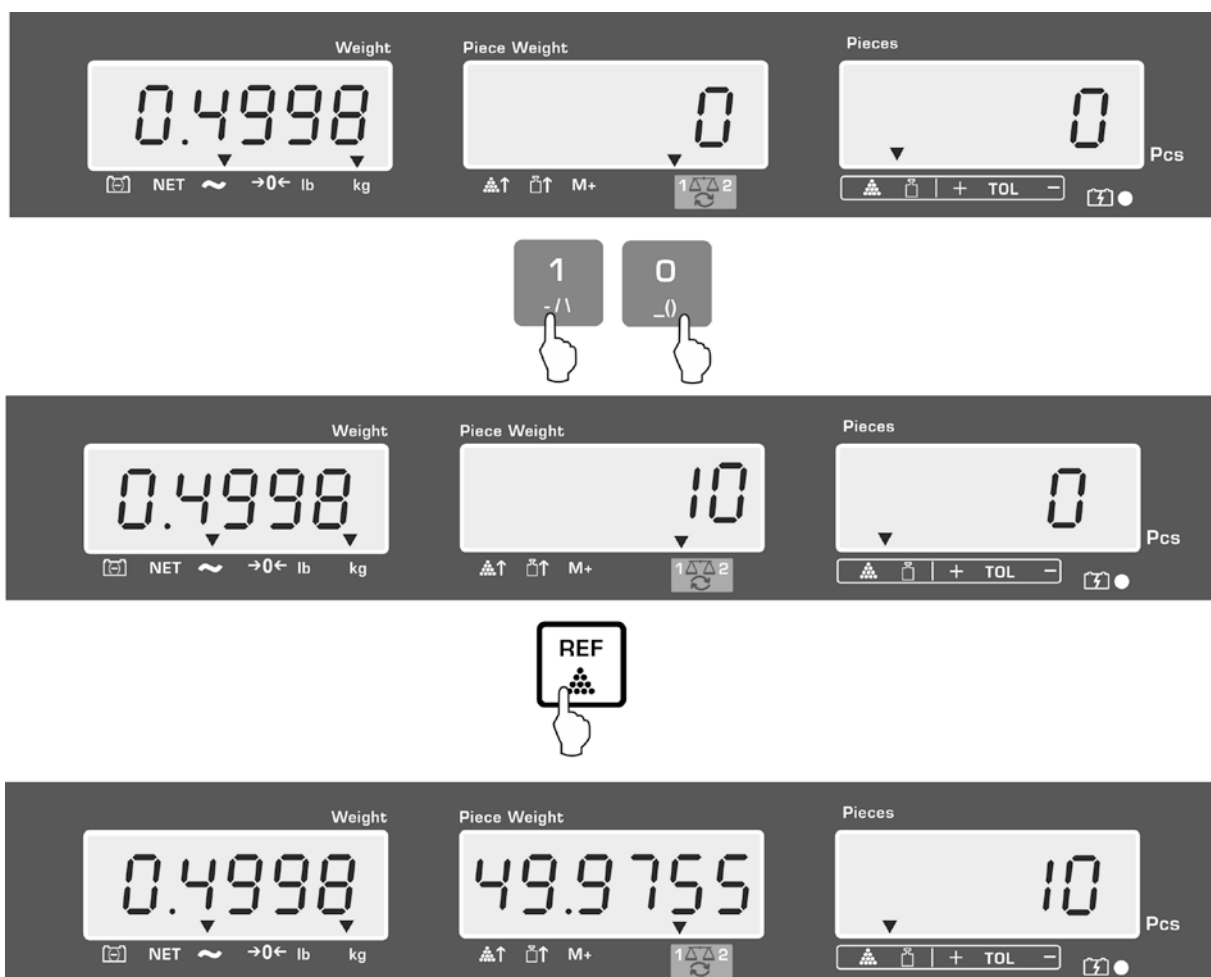 Weight Piece Weight Pieces
0.4998 0 0 Pcs
NET ~ →0← lb kg M+ 1 2 + TOL −
1 0
-/\ _()
Weight Piece Weight Pieces
0.4998 10 0 Pcs
NET ~ →0← lb kg M+ 1 2 + TOL −
REF
Weight Piece Weight Pieces
0.4998 49.9755 10 Pcs
NET ~ →0← lb kg M+ 1 2 + TOL −